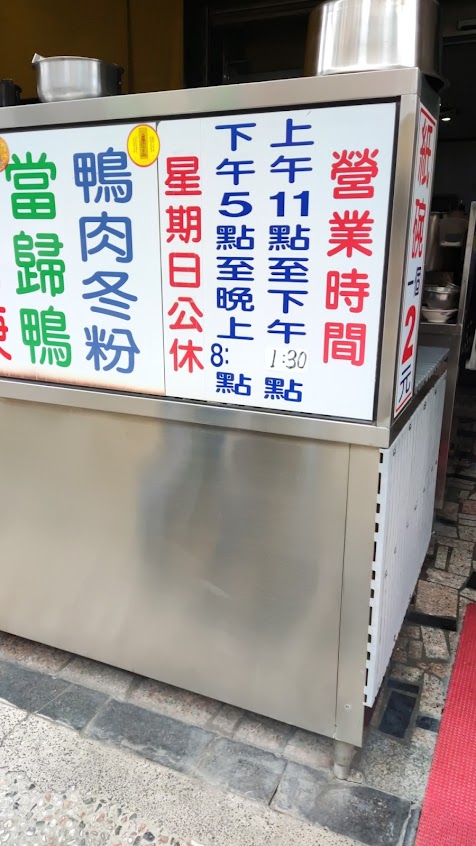 紙碗一個2元
營業時間
上午11點至下午1:30點
下午5點至晚上8:點
星期日公休
鴨肉冬粉
當歸鴨